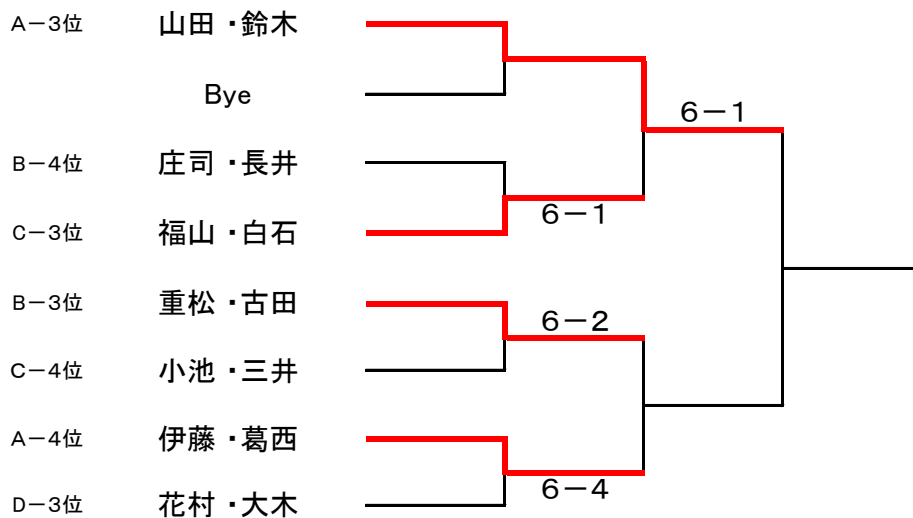 A－3位 山田・鈴木
Bye
6－1
B－4位 庄司・長井
6－1
C－3位 福山・白石
B－3位 重松・古田
6－2
C－4位 小池・三井
A－4位 伊藤・葛西
6－4
D－3位 花村・大木